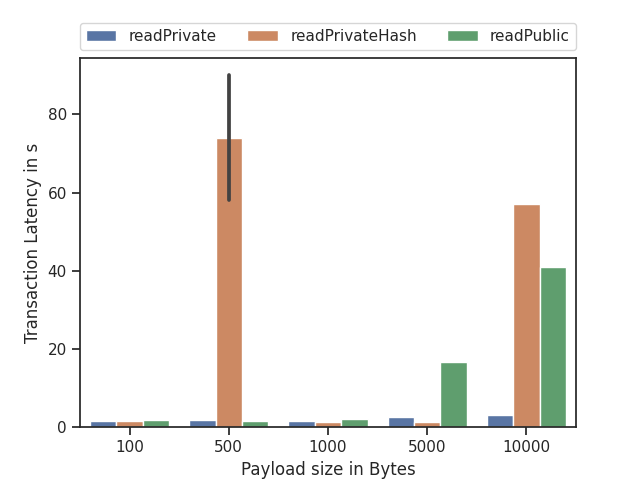 readPrivate readPrivateHash readPublic
Transaction Latency in s
80
60
40
20
0
100 500 1000 5000 10000
Payload size in Bytes